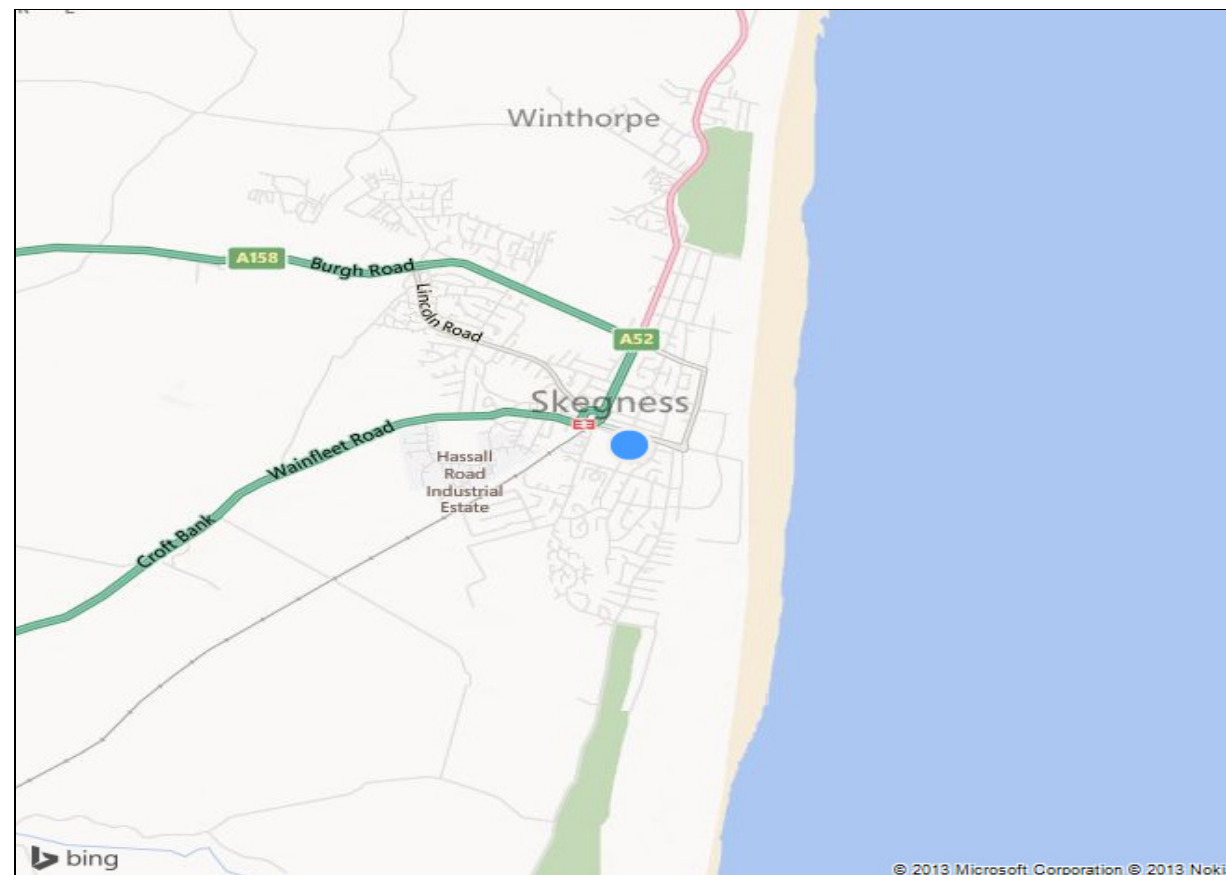 Winthorpe
A158
Burgh Road
Lincoln Road
A52
Skegness
Wainfleet Road
Hassall
Road
Industrial
Estate
Croft Bank
bing
© 2013 Microsoft Corporation © 2013 Noki